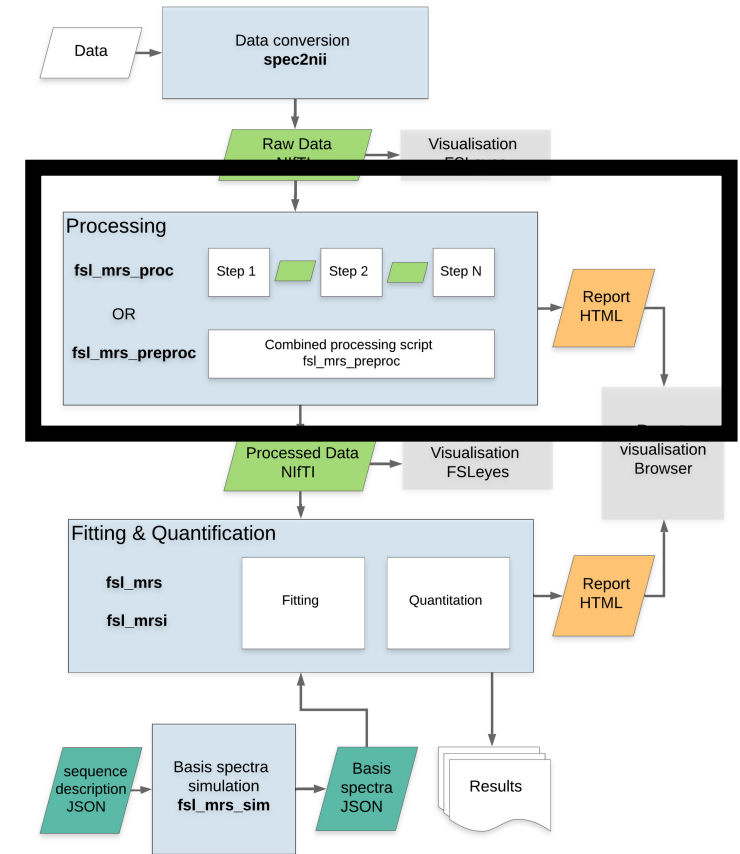 Data
Data conversion
spec2nii
Raw Data
Visualisation
Processing
fsl_mrs_proc
Step 1
Step 2
Step N
OR
fsl_mrs_preproc
Combined processing script
fsl_mrs_preproc
Report
HTML
Processed Data
NIfTI
Visualisation
FSLeyes
visualisation
Browser
Fitting & Quantification
fsl_mrs
fsl_mrsi
Fitting
Quantitation
Report
HTML
sequence
description
JSON
Basis spectra
simulation
fsl_mrs_sim
Basis
spectra
JSON
Results